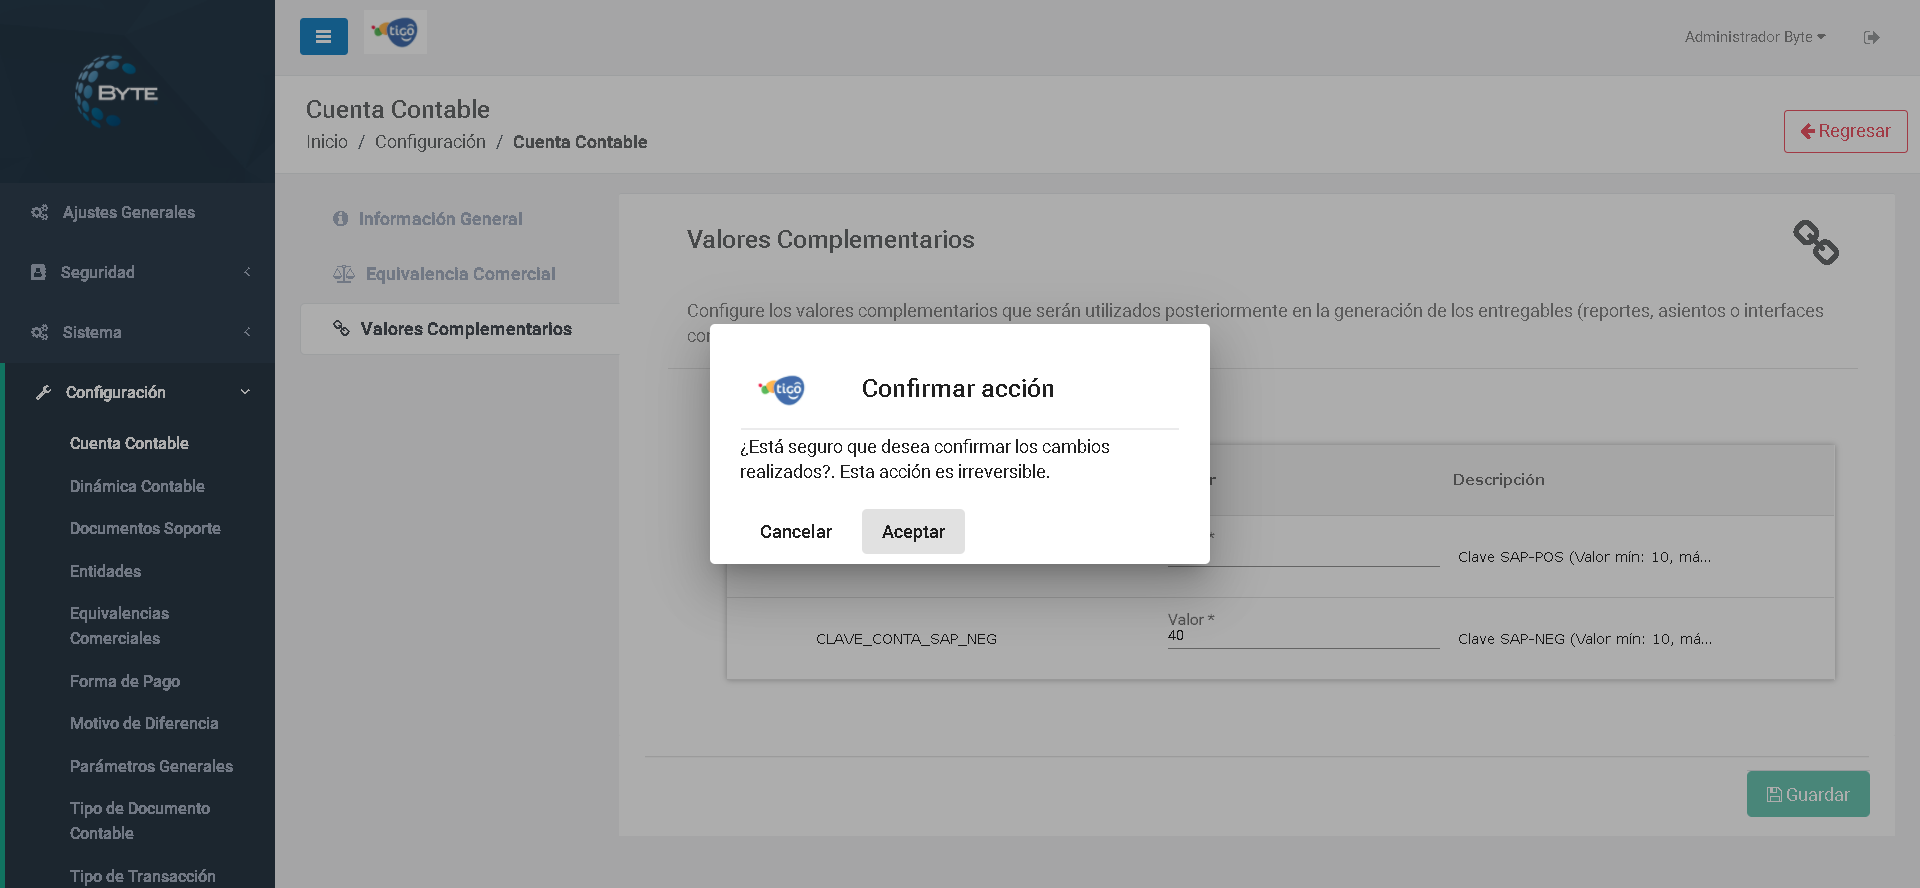 BYTE
tigo
Administrador Byte
Cuenta Contable
Inicio / Configuración / Cuenta Contable
Regresar
Ajustes Generales
Seguridad
Sistema
Configuración
Cuenta Contable
Dinámica Contable
Documentos Soporte
Entidades
Equivalencias
Comerciales
Forma de Pago
Motivo de Diferencia
Parámetros Generales
Tipo de Documento
Contable
Tipo de Transacción
Información General
Equivalencia Comercial
Valores Complementarios
Valores Complementarios
Configure los valores complementarios que serán utilizados posteriormente en la generación de los entregables (reportes, asientos o interfaces
tigo
Confirmar acción
¿Está seguro que desea confirmar los cambios
realizados?. Esta acción es irreversible.
Cancelar
Aceptar
Descripción
*
Clave SAP-POS (Valor mín: 10, má...
CLAVE_CONTA_SAP_NEG
Valor *
40
Clave SAP-NEG (Valor mín: 10, má...
Guardar